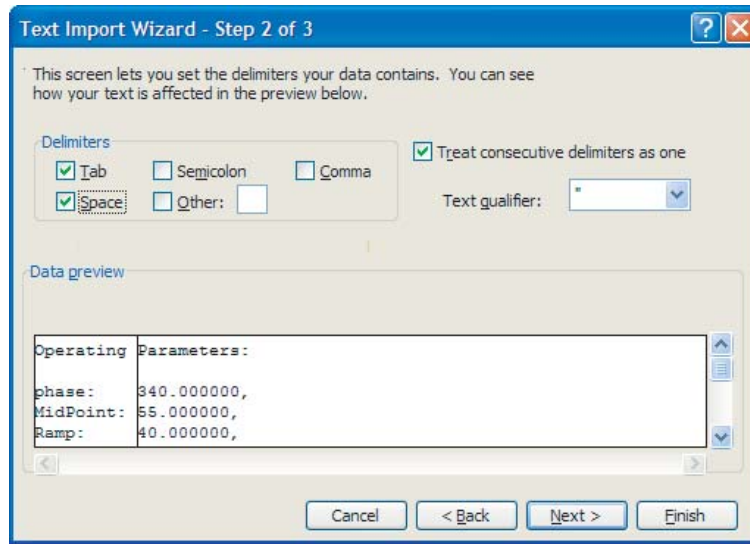 Text Import Wizard - Step 2 of 3
This screen lets you set the delimiters your data contains.  You can see
how your text is affected in the preview below.
Delimiters
Tab
Semicolon
Comma
Space
Other:
Treat consecutive delimiters as one
Text qualifier:
"
Data preview
Operating Parameters:
phase: 340.000000,
MidPoint: 55.000000,
Ramp: 40.000000,
Cancel
< Back
Next >
Finish